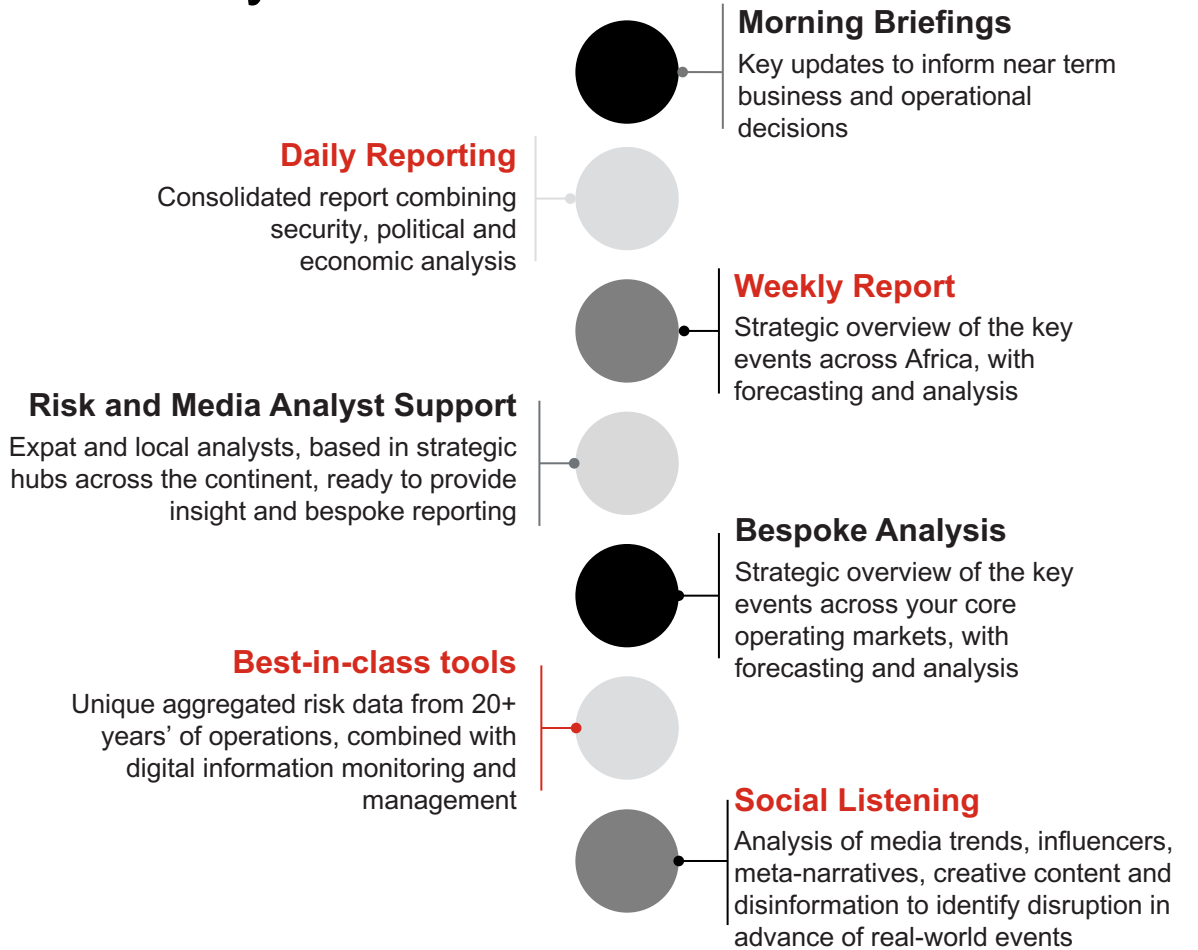 Morning Briefings
Key updates to inform near term
business and operational
decisions
Daily Reporting
Consolidated report combining
security, political and
economic analysis
Weekly Report
Strategic overview of the key
events across Africa, with
forecasting and analysis
Risk and Media Analyst Support
Expat and local analysts, based in strategic
hubs across the continent, ready to provide
insight and bespoke reporting
Bespoke Analysis
Strategic overview of the key
events across your core
operating markets, with
forecasting and analysis
Best-in-class tools
Unique aggregated risk data from 20+
years’ of operations, combined with
digital information monitoring and
management
Social Listening
Analysis of media trends, influencers,
meta-narratives, creative content and
disinformation to identify disruption in
advance of real-world events